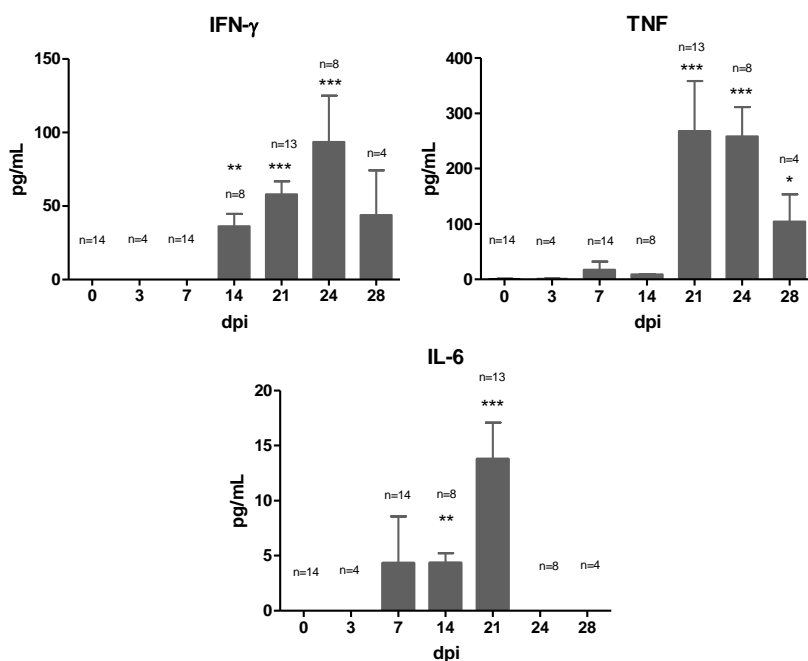 IFN-γ
150
100
50
0
pg/mL
n=14
n=4
n=14
**
n=8
n=13
***
n=8
***
n=4
0 3 7 14 21 24 28
dpi
TNF
400
300
200
100
0
pg/mL
n=14
n=4
n=14
n=8
n=13
***
n=8
***
n=4
*
0 3 7 14 21 24 28
dpi
IL-6
20
15
10
5
0
pg/mL
n=14
n=4
n=14
n=8
**
n=13
***
n=8
n=4
0 3 7 14 21 24 28
dpi